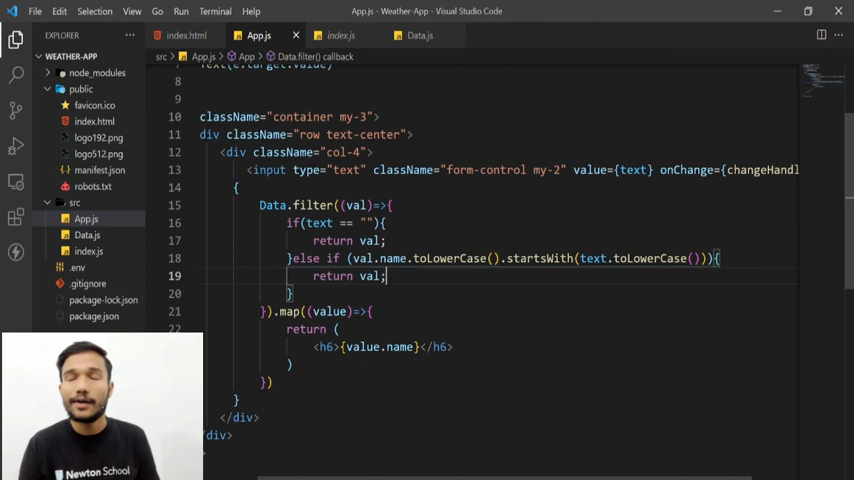 File Edit Selection View Go Run Terminal Help
App.js - Weather-App - Visual Studio Code
EXPLORER
WEATHER-APP
node_modules
public
favicon.ico
index.html
logo192.png
logo512.png
manifest.json
robots.txt
src
App.js
Data.js
index.js
.env
.gitignore
package-lock.json
package.json
index.html App.js index.js Data.js
src > App.js > App > Data.filter() callback
7 Text(e.target.value)
8
9
10 className="container my-3">
11 div className="row text-center">
12 <div className="col-4">
13 <input type="text" className="form-control my-2" value={text} onChange={changeHandl
14 {
15 Data.filter((val)=>{
16 if(text == ""){
17 return val;
18 }else if (val.name.toLowerCase().startsWith(text.toLowerCase())){
19 return val;
20 }
21 }).map((value)=>{
22 return (
<h6>{value.name}</h6>
)
})
}
</div>
/div>
Newton School